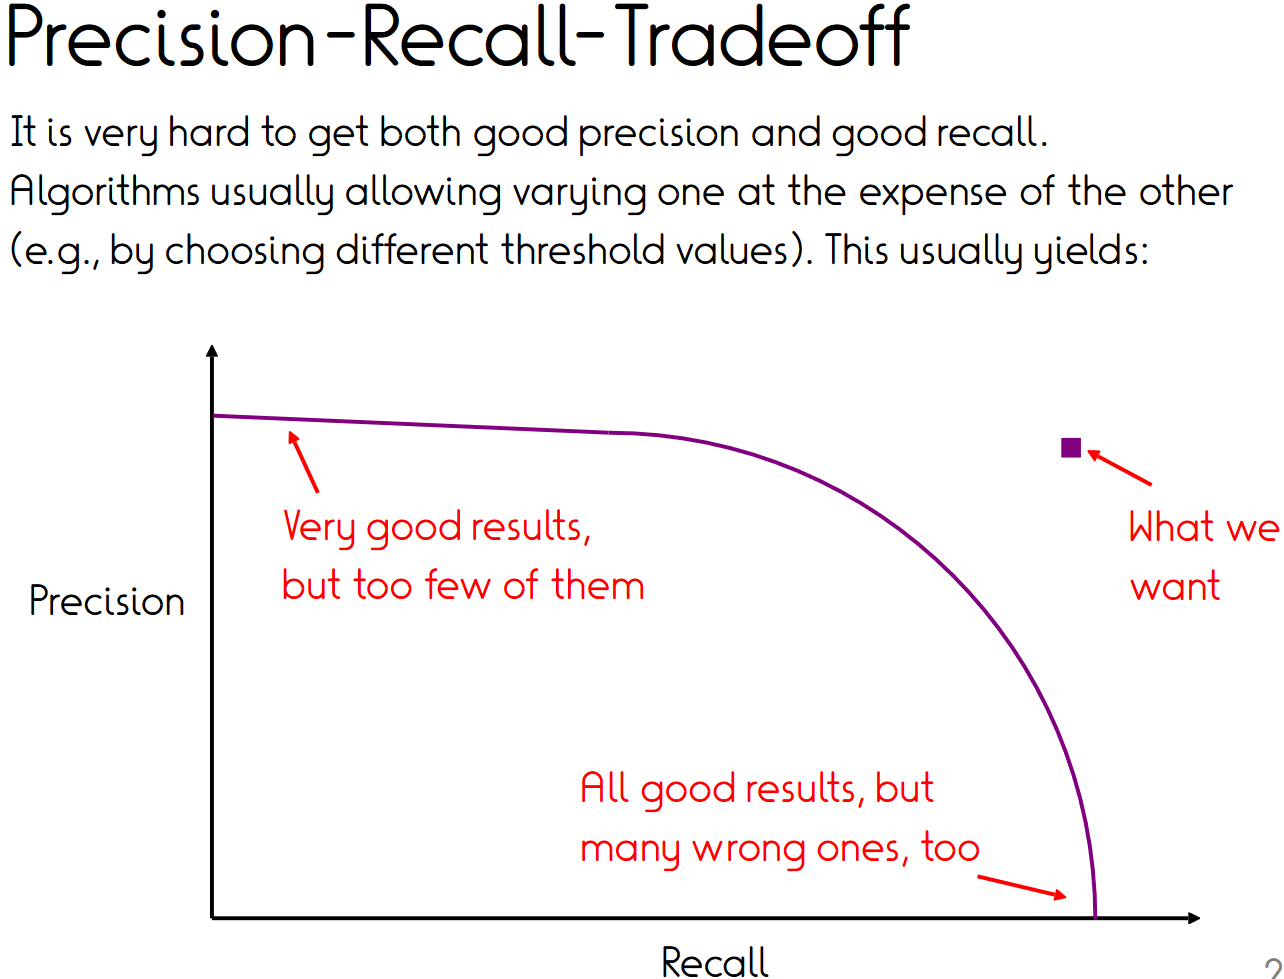 Precision-Recall-Tradeoff
It is very hard to get both good precision and good recall.
Algorithms usually allowing varying one at the expense of the other
(e.g., by choosing different threshold values). This usually yields:
Very good results,
but too few of them
What we
want
Precision
All good results, but
many wrong ones, too
Recall
2